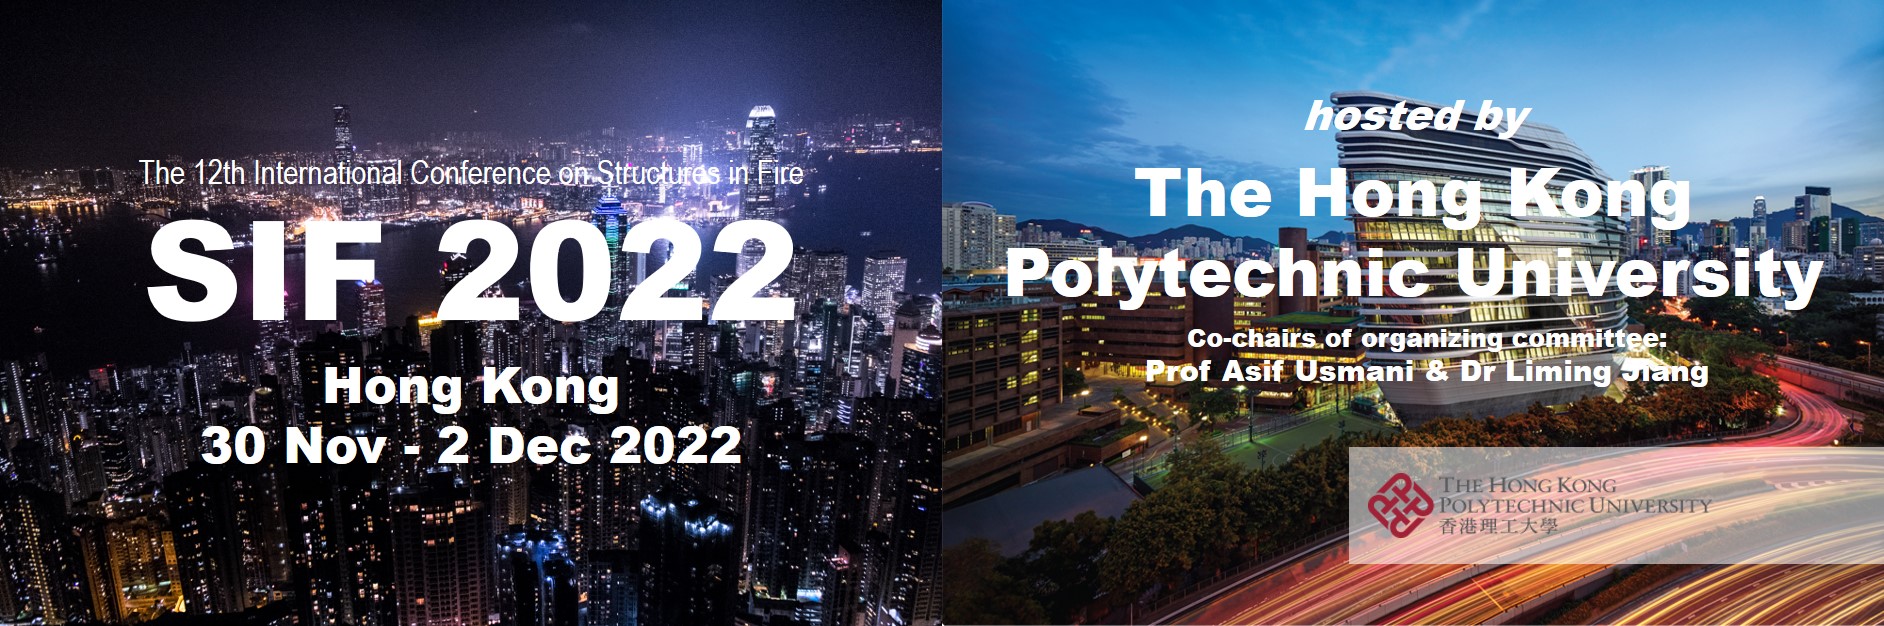 The 12th International Conference on Structures in Fire
SIF 2022
Hong Kong
30 Nov - 2 Dec 2022
hosted by
The Hong Kong
Polytechnic University
Co-chairs of organizing committee:
Prof Asif Usmani & Dr Liming Jiang
THE HONG KONG
POLYTECHNIC UNIVERSITY
香港理工大學